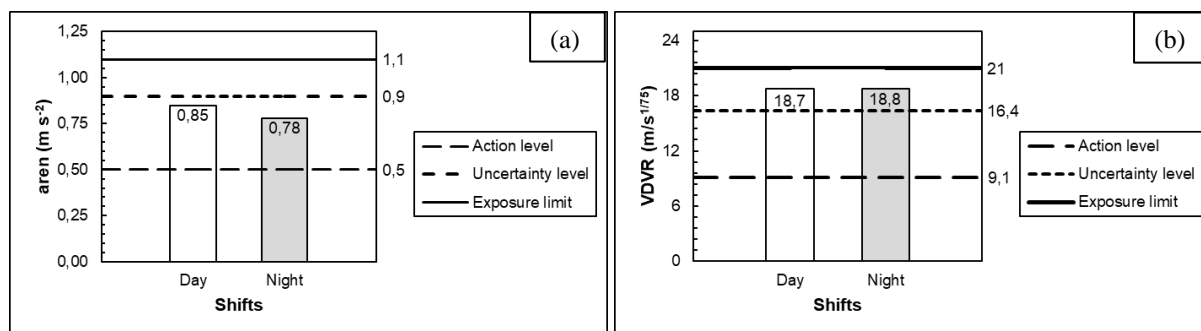 (a)
1,25
1,00
0,75
0,50
0,25
0,00
aren (m s-2)
1,1
0,9
0,5
0,85
0,78
Day
Night
Shifts
Action level
Uncertainty level
Exposure limit
(b)
24
18
12
6
0
VDVR (m/s1/75)
21
16,4
9,1
18,7
18,8
Day
Night
Shifts
Action level
Uncertainty level
Exposure limit